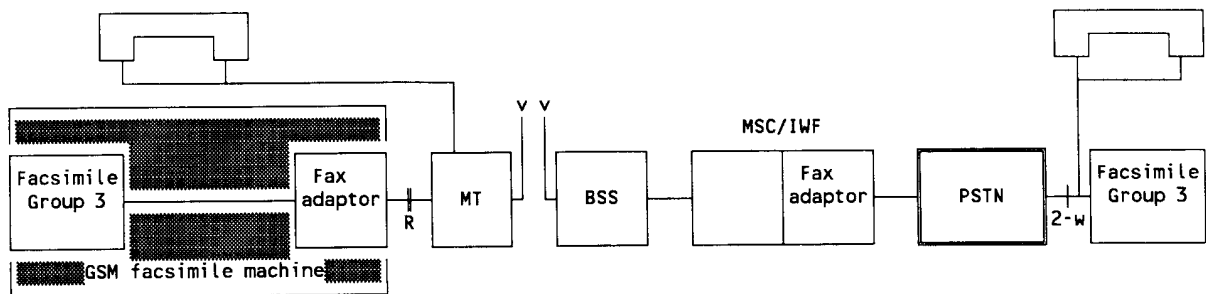 v v
MSC/IWF
Facsimile
Group 3
Fax
adaptor
R
MT
BSS
Fax
adaptor
PSTN
2-w
Facsimile
Group 3
GSM facsimile machine